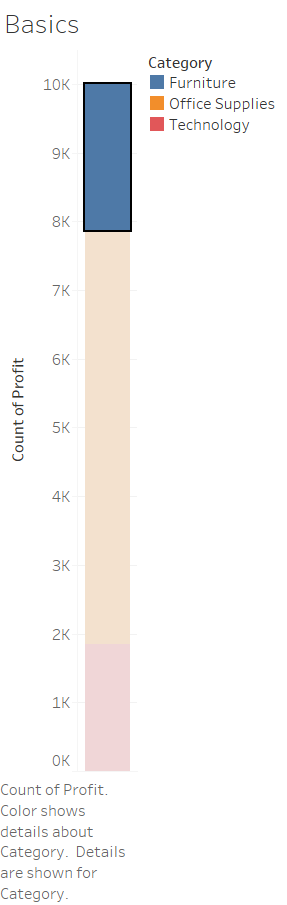 Basics
Category
Furniture
Office Supplies
Technology
10K
9K
8K
7K
6K
5K
4K
3K
2K
1K
0K
Count of Profit
Count of Profit.
Color shows
details about
Category.  Details
are shown for
Category.